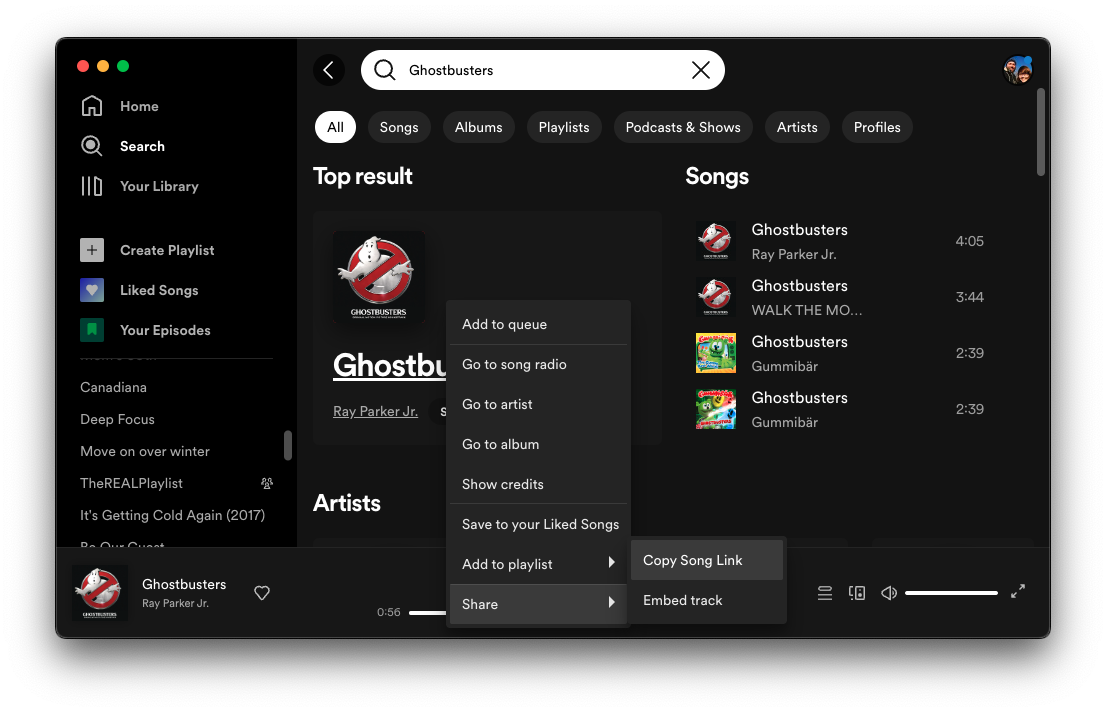 Ghostbusters
Home
Search
Your Library
Create Playlist
Liked Songs
Your Episodes
Canadiana
Deep Focus
Move on over winter
TheREALPlaylist
It's Getting Cold Again (2017)
Be Our Guest
All
Songs
Albums
Playlists
Podcasts & Shows
Artists
Profiles
Top result
GHOSTBUSTERS
Ghostbu
Ray Parker Jr.
S
Songs
Ghostbusters
Ray Parker Jr.
4:05
Ghostbusters
WALK THE MO...
3:44
Ghostbusters
Gummibär
2:39
Ghostbusters
Gummibär
2:39
Artists
Add to queue
Go to song radio
Go to artist
Go to album
Show credits
Save to your Liked Songs
Add to playlist
Share
Copy Song Link
Embed track
GHOSTBUSTERS
Ghostbusters
Ray Parker Jr.
0:56